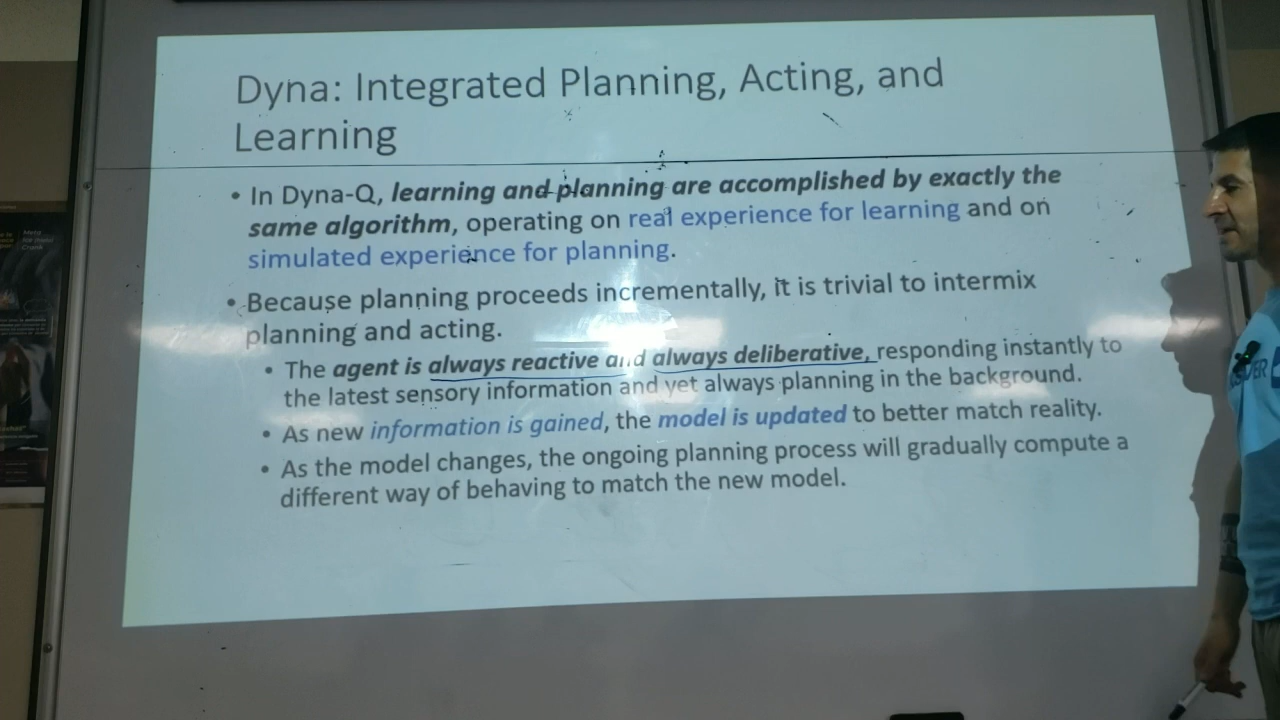 Dyna: Integrated Planning, Acting, and
Learning
• In Dyna-Q, learning and planning are accomplished by exactly the
same algorithm, operating on real experience for learning and on
simulated experience for planning.
• Because planning proceeds incrementally, it is trivial to intermix
planning and acting.
• The agent is always reactive and always deliberative, responding instantly to
the latest sensory information and yet always planning in the background.
• As new information is gained, the model is updated to better match reality.
• As the model changes, the ongoing planning process will gradually compute a
different way of behaving to match the new model.